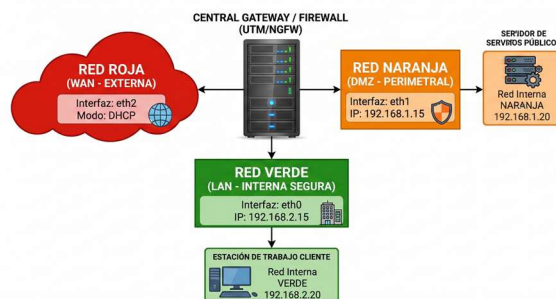 CENTRAL GATEWAY / FIREWALL
(UTM/NGFW)
RED ROJA
(WAN - EXTERNA)
Interfaz: eth2
Modo: DHCP
RED NARANJA
(DMZ - PERIMETRAL)
Interfaz: eth1
IP: 192.168.1.15
SERVIDOR DE
SERVIROS PÚBLICO
Red Interna
NARANJA
192.168.1.20
RED VERDE
(LAN - INTERNA SEGURA)
Interfaz: eth0
IP: 192.168.2.15
ESTACIÓN DE TRABAJO CLIENTE
Red Interna
VERDE
192.168.2.20